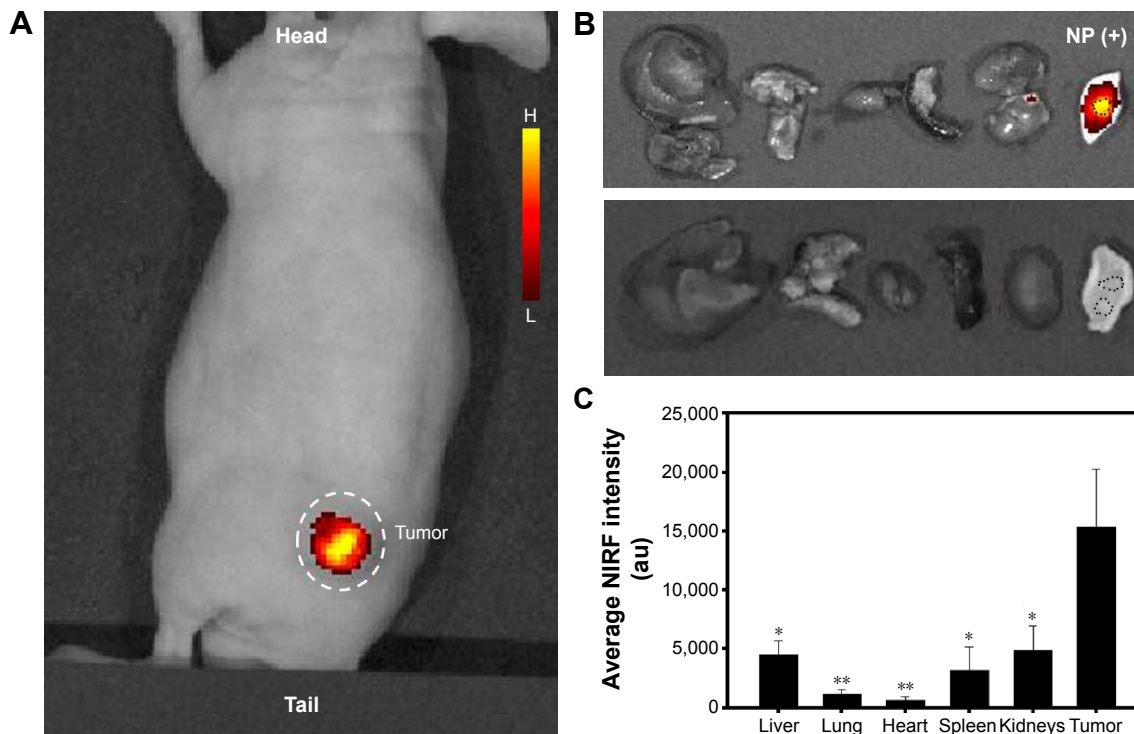 A
Head
H
L
Tumor
Tail
B
NP (+)
C
Average NIRF intensity
(au)
25,000
20,000
15,000
10,000
5,000
0
*
**
**
*
*
Liver
Lung
Heart
Spleen
Kidneys
Tumor